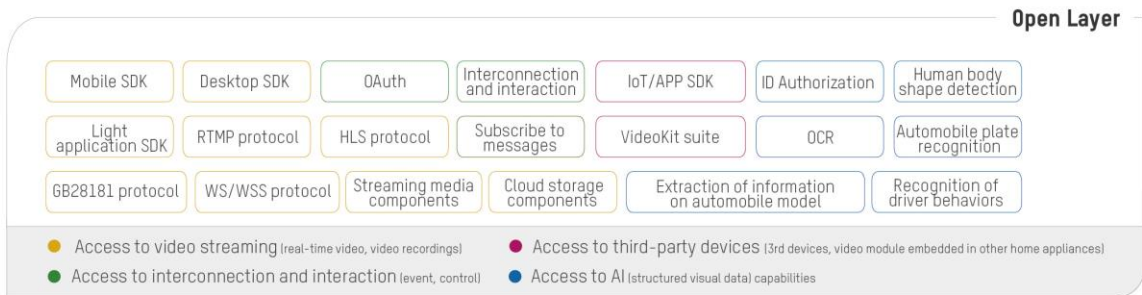 Open Layer
Mobile SDK
Desktop SDK
OAuth
Interconnection
and interaction
IoT/APP SDK
ID Authorization
Human body
shape detection
Light
application SDK
RTMP protocol
HLS protocol
Subscribe to
messages
VideoKit suite
OCR
Automobile plate
recognition
GB28181 protocol
WS/WSS protocol
Streaming media
components
Cloud storage
components
Extraction of information
on automobile model
Recognition of
driver behaviors
Access to video streaming (real-time video, video recordings)
Access to third-party devices (3rd devices, video module embedded in other home appliances)
Access to interconnection and interaction (event, control)
Access to AI (structured visual data) capabilities